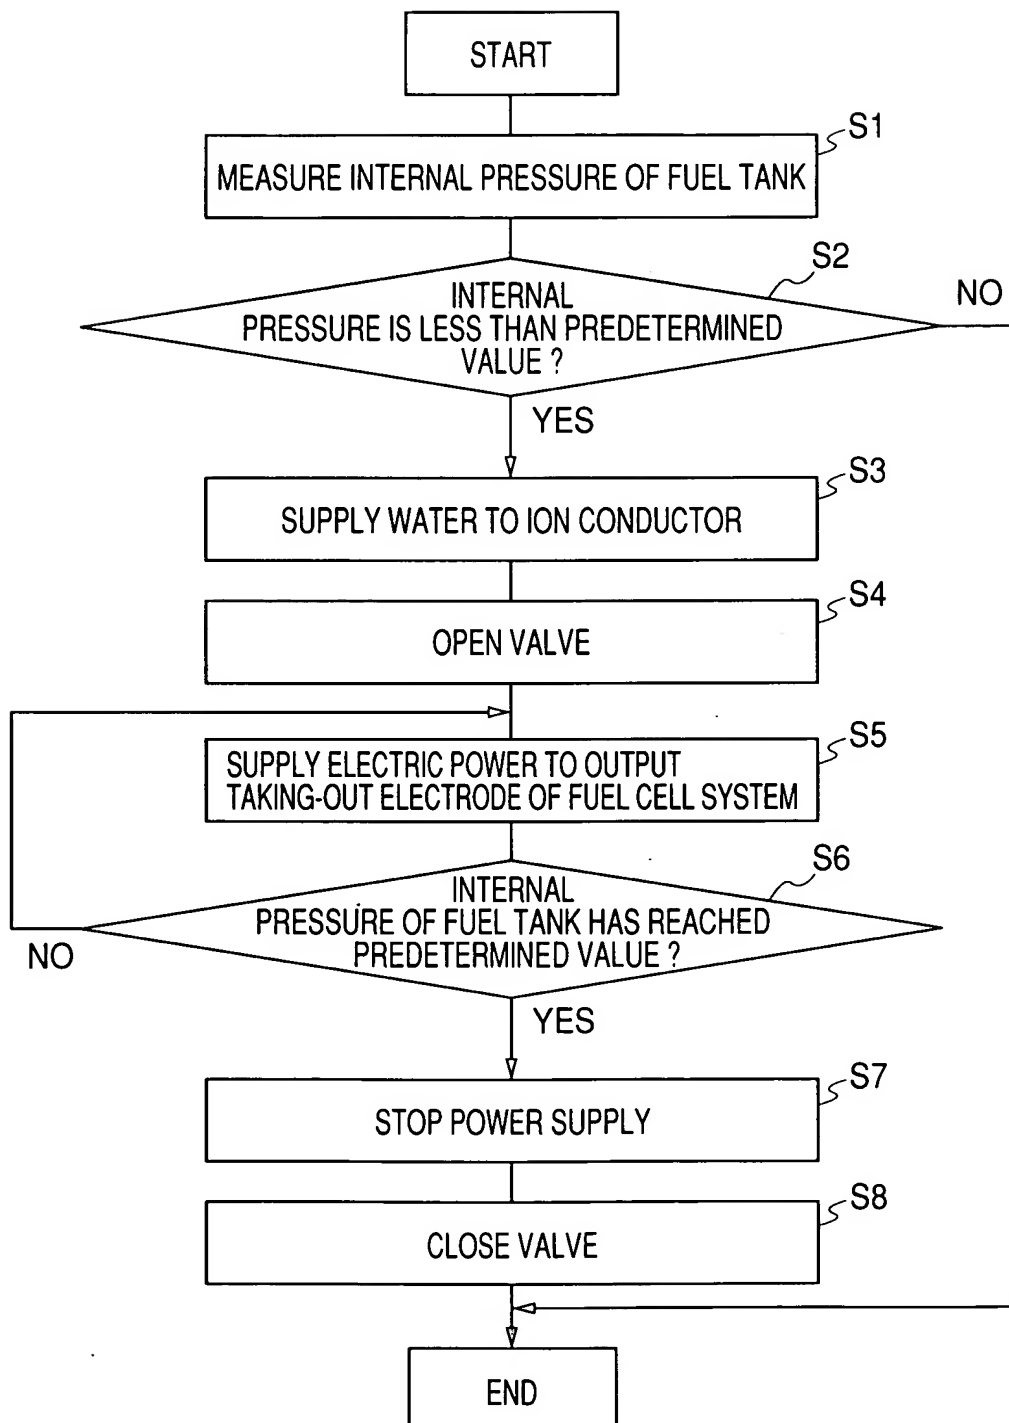 START
S1
MEASURE INTERNAL PRESSURE OF FUEL TANK
S2
INTERNAL
PRESSURE IS LESS THAN PREDETERMINED
VALUE ?
NO
YES
S3
SUPPLY WATER TO ION CONDUCTOR
S4
OPEN VALVE
S5
SUPPLY ELECTRIC POWER TO OUTPUT
TAKING-OUT ELECTRODE OF FUEL CELL SYSTEM
S6
INTERNAL
PRESSURE OF FUEL TANK HAS REACHED
PREDETERMINED VALUE ?
NO
YES
S7
STOP POWER SUPPLY
S8
CLOSE VALVE
END